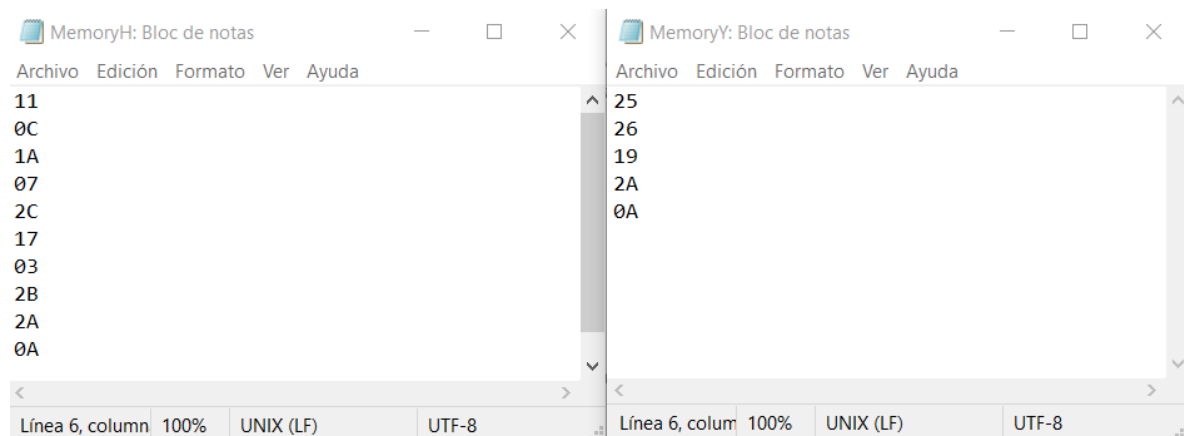 MemoryH: Bloc de notas
Archivo Edición Formato Ver Ayuda
11
0C
1A
07
2C
17
03
2B
2A
0A
Línea 6, column 100% UNIX (LF) UTF-8
MemoryY: Bloc de notas
Archivo Edición Formato Ver Ayuda
25
26
19
2A
0A
Línea 6, colum 100% UNIX (LF) UTF-8